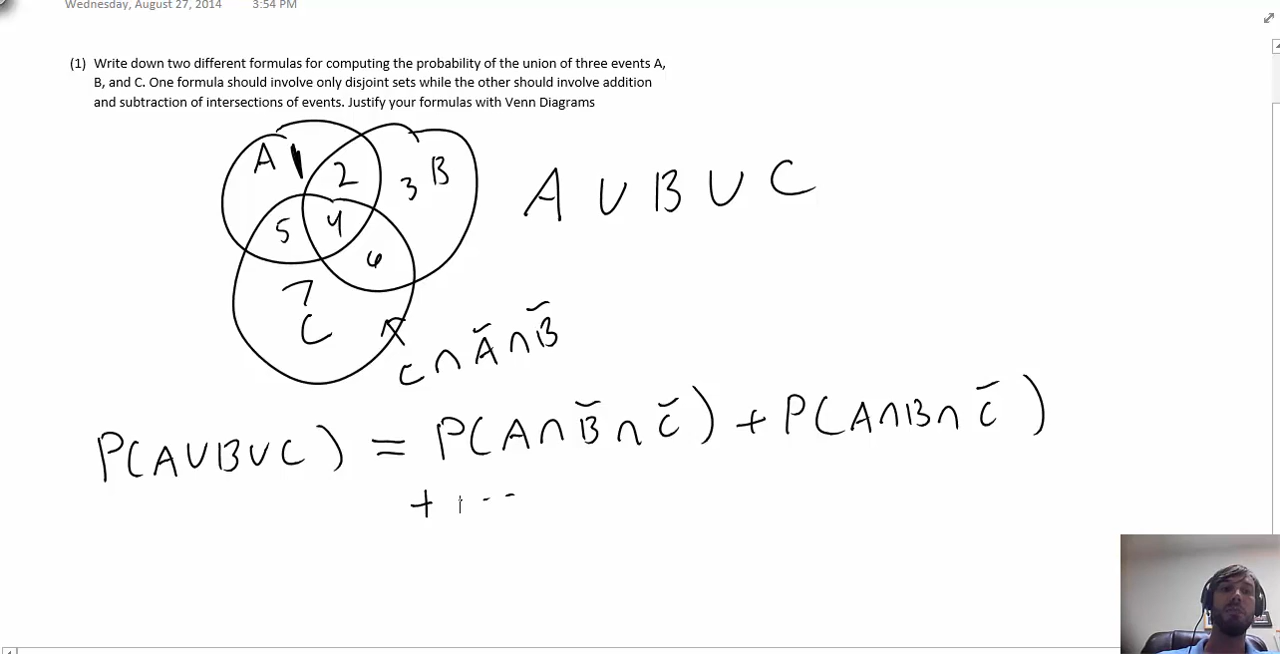 Wednesday, August 27, 2014 3:54 PM
(1) Write down two different formulas for computing the probability of the union of three events A,
B, and C. One formula should involve only disjoint sets while the other should involve addition
and subtraction of intersections of events. Justify your formulas with Venn Diagrams
A 1 2 3 B
A ∪ B ∪ C
5 4
6
7
C
C ∩ A̅ ∩ B̅
P(A∪B∪C) = P(A∩B̅∩C̅) + P(A∩B∩C̅)
+ ...